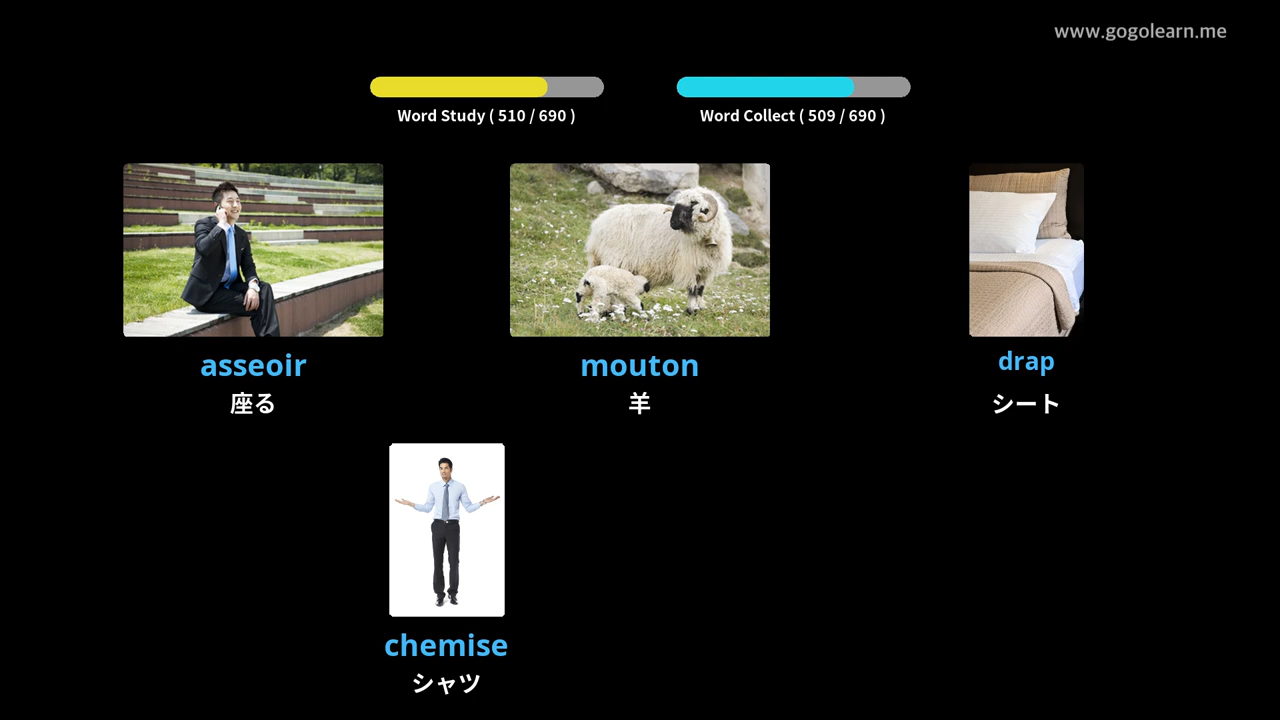 www.gogolearn.me
Word Study ( 510 / 690 )
Word Collect ( 509 / 690 )
asseoir
座る
mouton
羊
drap
シート
chemise
シャツ